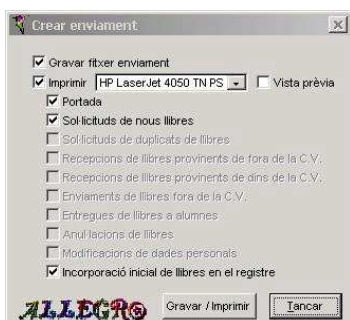 Crear enviament
Gravar fitxer enviament
Imprimir HP LaserJet 4050 TN PS Vista prèvia
Portada
Sol·licituds de nous llibres
Sol·licituds de duplicats de llibres
Recepcions de llibres provinents de fora de la C.V.
Recepcions de llibres provinents de dins de la C.V.
Enviaments de llibres fora de la C.V.
Entregues de llibres a alumnes
Anul·lacions de llibres
Modificacions de dades personals
Incorporació inicial de llibres en el registre
ALLEGRO Gravar / Imprimir Tancar